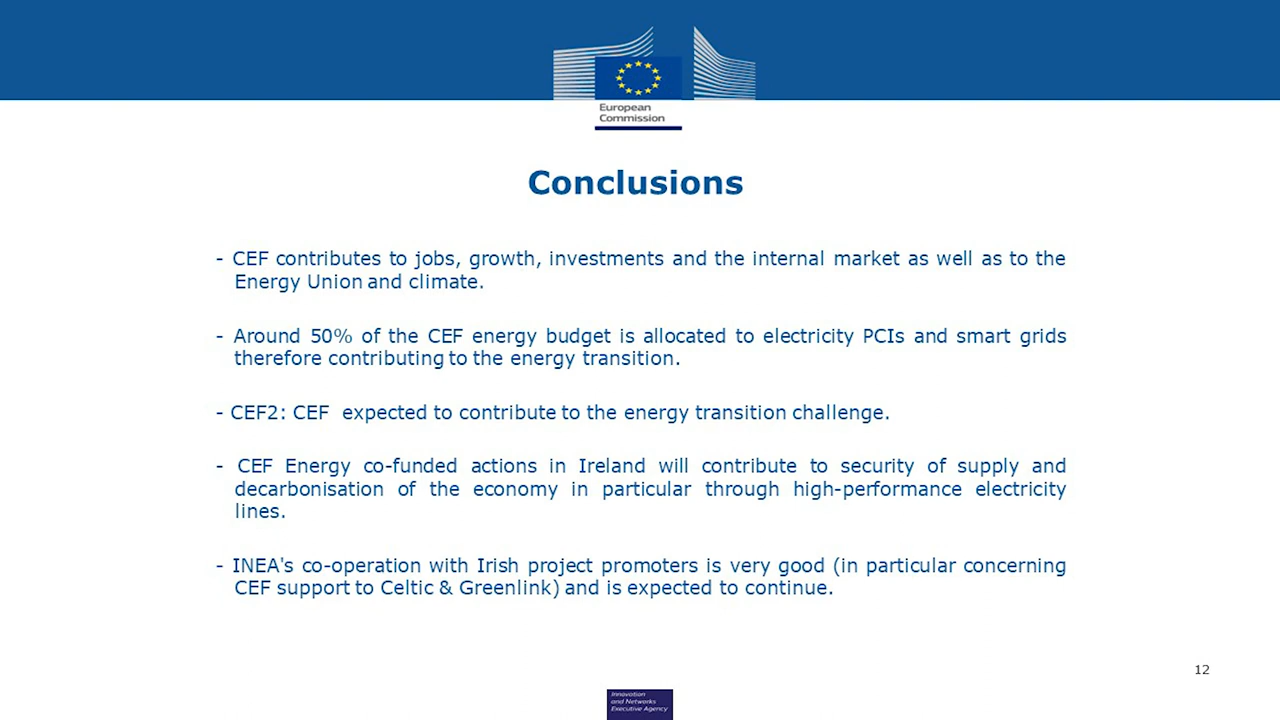 European
Commission
Conclusions
- CEF contributes to jobs, growth, investments and the internal market as well as to the
Energy Union and climate.
- Around 50% of the CEF energy budget is allocated to electricity PCIs and smart grids
therefore contributing to the energy transition.
- CEF2: CEF expected to contribute to the energy transition challenge.
- CEF Energy co-funded actions in Ireland will contribute to security of supply and
decarbonisation of the economy in particular through high-performance electricity
lines.
- INEA's co-operation with Irish project promoters is very good (in particular concerning
CEF support to Celtic & Greenlink) and is expected to continue.
12
Innovation
and Networks
Executive Agency